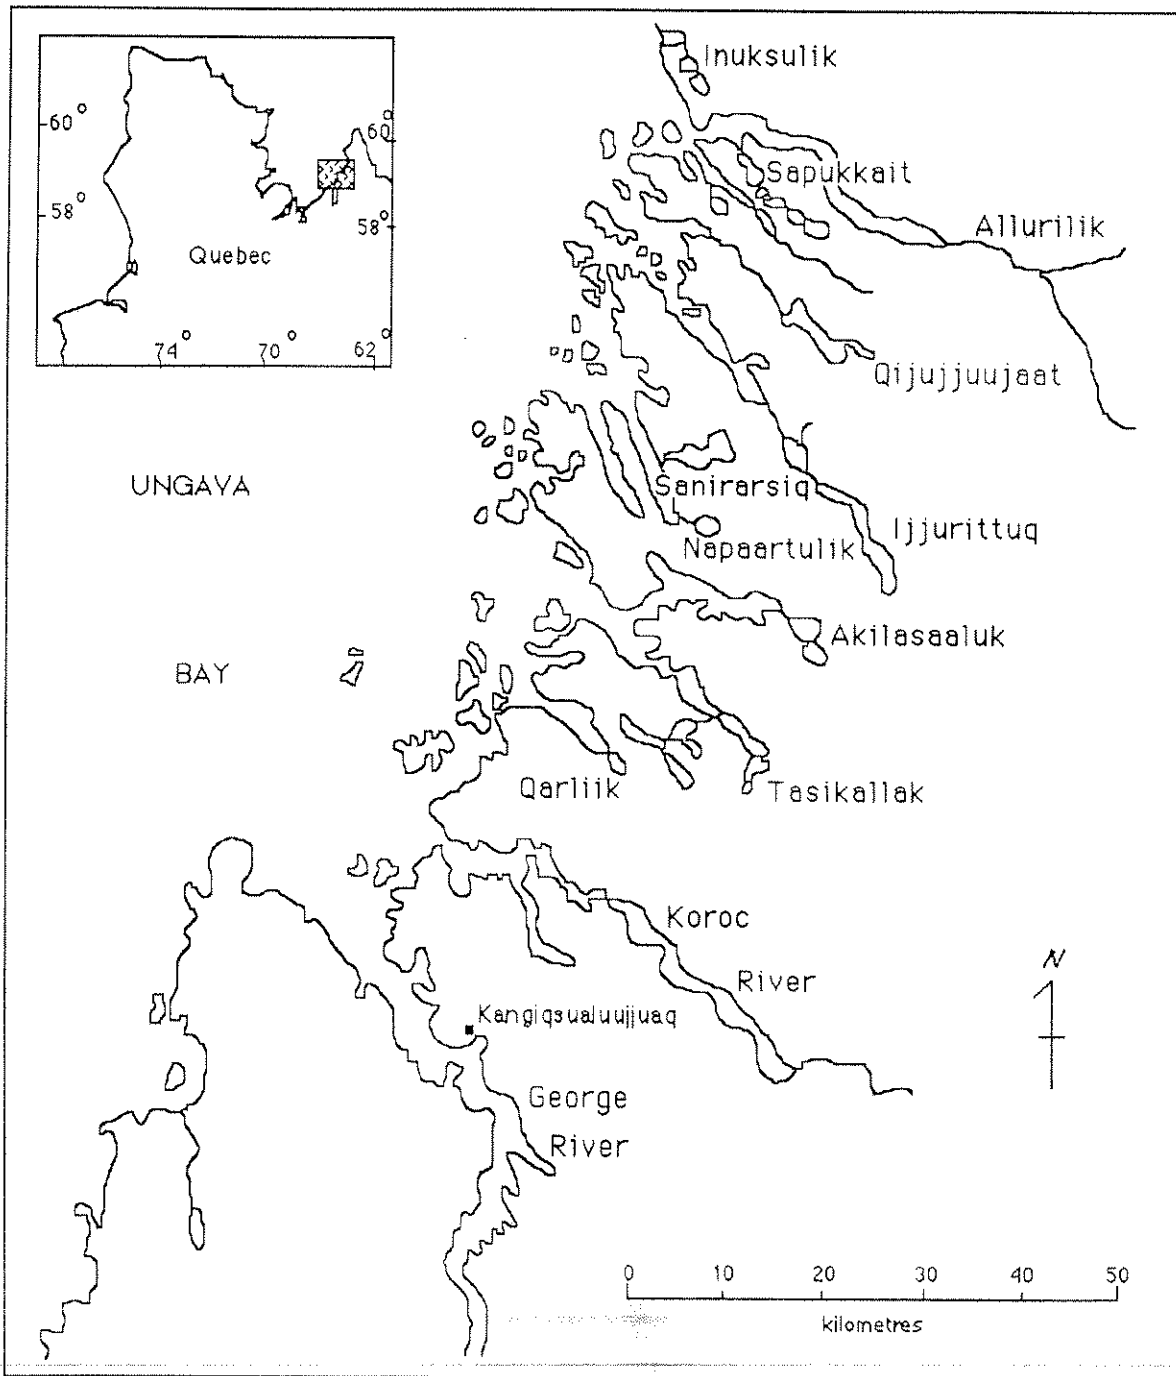 Inuksulik
60°
60°
Sapukkait
58°
58°
Allurilik
Quebec
74°
70°
62°
Qijujjuujaat
UNGAVA
Sanirarsiq
Ijjurittuq
Napaartulik
Akilasaaluk
BAY
Qarliik
Tasikallak
Koroc
River
N
Kangiqsualuujjuaq
George
River
0 10 20 30 40 50
kilometres